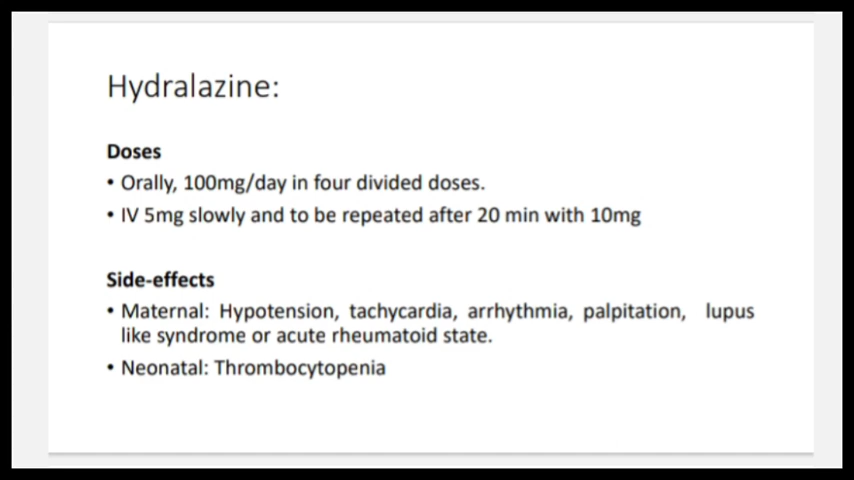 Hydralazine:
Doses
• Orally, 100mg/day in four divided doses.
• IV 5mg slowly and to be repeated after 20 min with 10mg
Side-effects
• Maternal: Hypotension, tachycardia, arrhythmia, palpitation, lupus
like syndrome or acute rheumatoid state.
• Neonatal: Thrombocytopenia